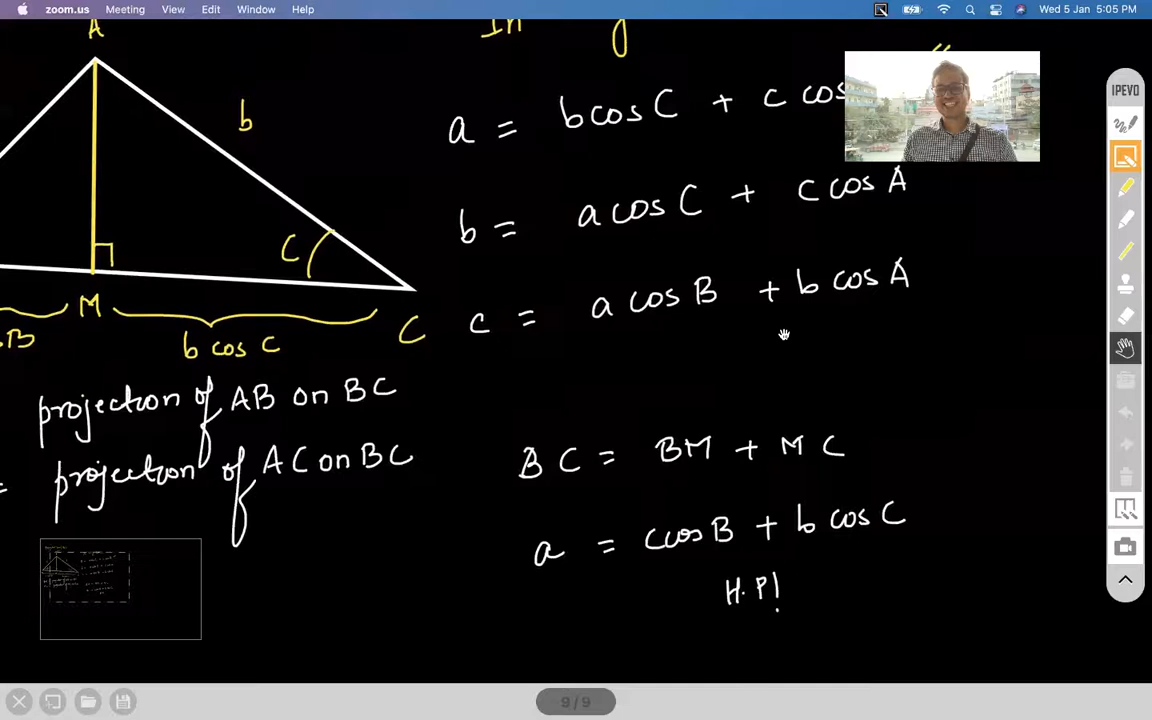 zoom.us Meeting View Edit Window Help Wed 5 Jan 5:05 PM
A
In
b
a = b cos C + c cos
IPEVO
b = a cos C + c cos A
C
c = a cos B + b cos A
M
C
B
b cos C
projection of AB on BC
= projection of AC on BC
BC = BM + MC
a = c cos B + b cos C
H.P!
9/9